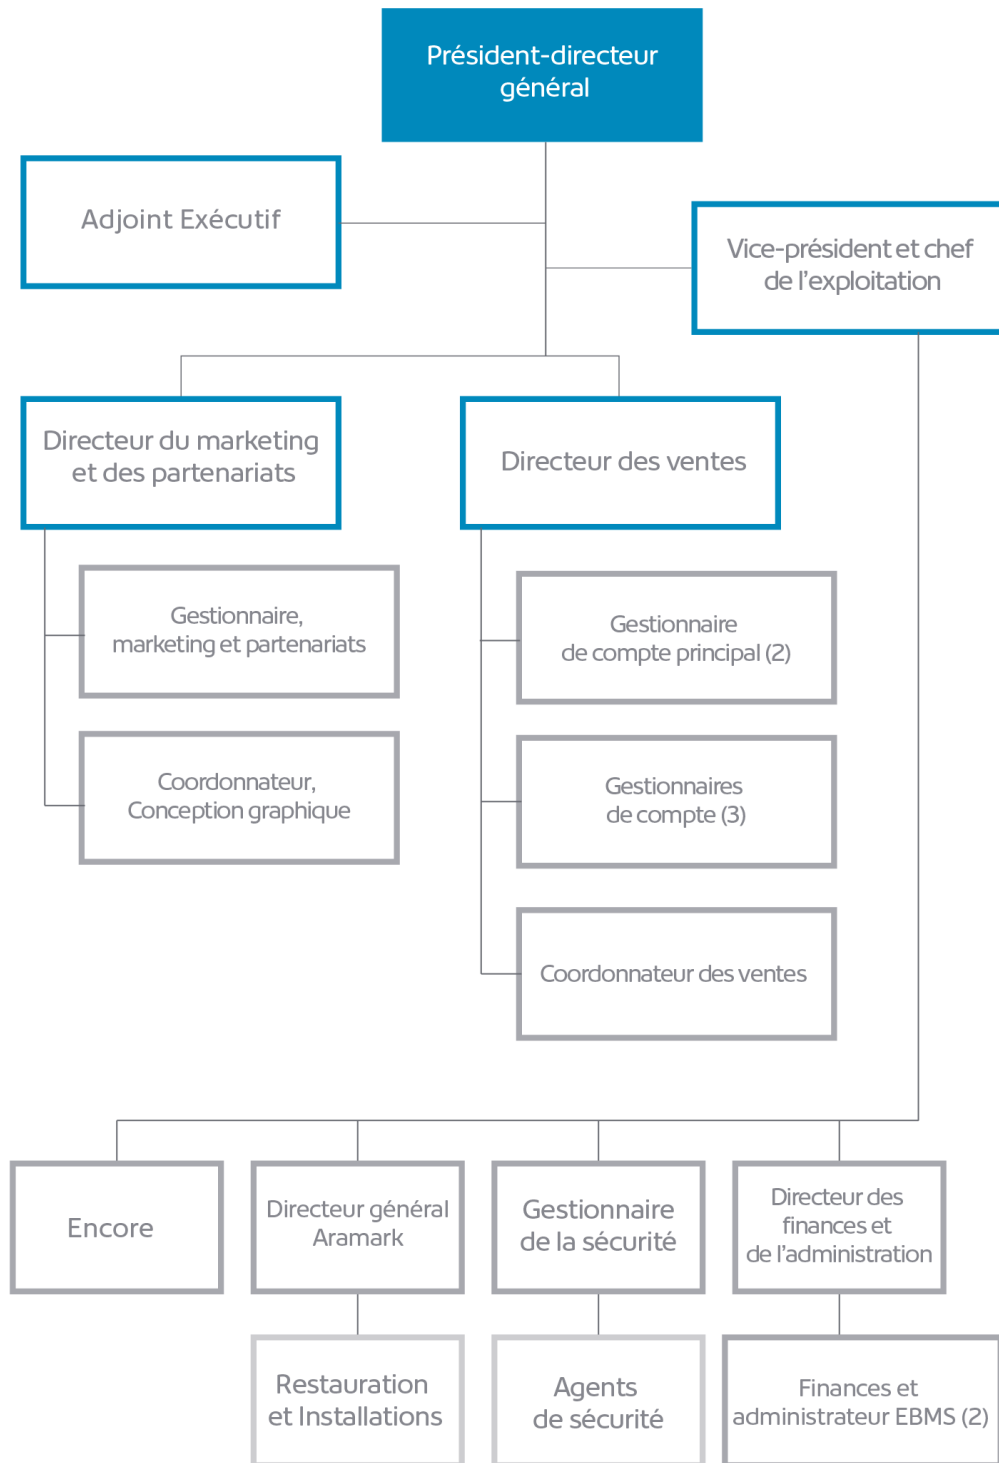 Président-directeur
général
Adjoint Exécutif
Vice-président et chef
de l'exploitation
Directeur du marketing
et des partenariats
Directeur des ventes
Gestionnaire,
marketing et partenariats
Gestionnaire
de compte principal (2)
Coordonnateur,
Conception graphique
Gestionnaires
de compte (3)
Coordonnateur des ventes
Encore
Directeur général
Aramark
Gestionnaire
de la sécurité
Directeur des
finances et
de l'administration
Restauration
et Installations
Agents
de sécurité
Finances et
administrateur EBMS (2)